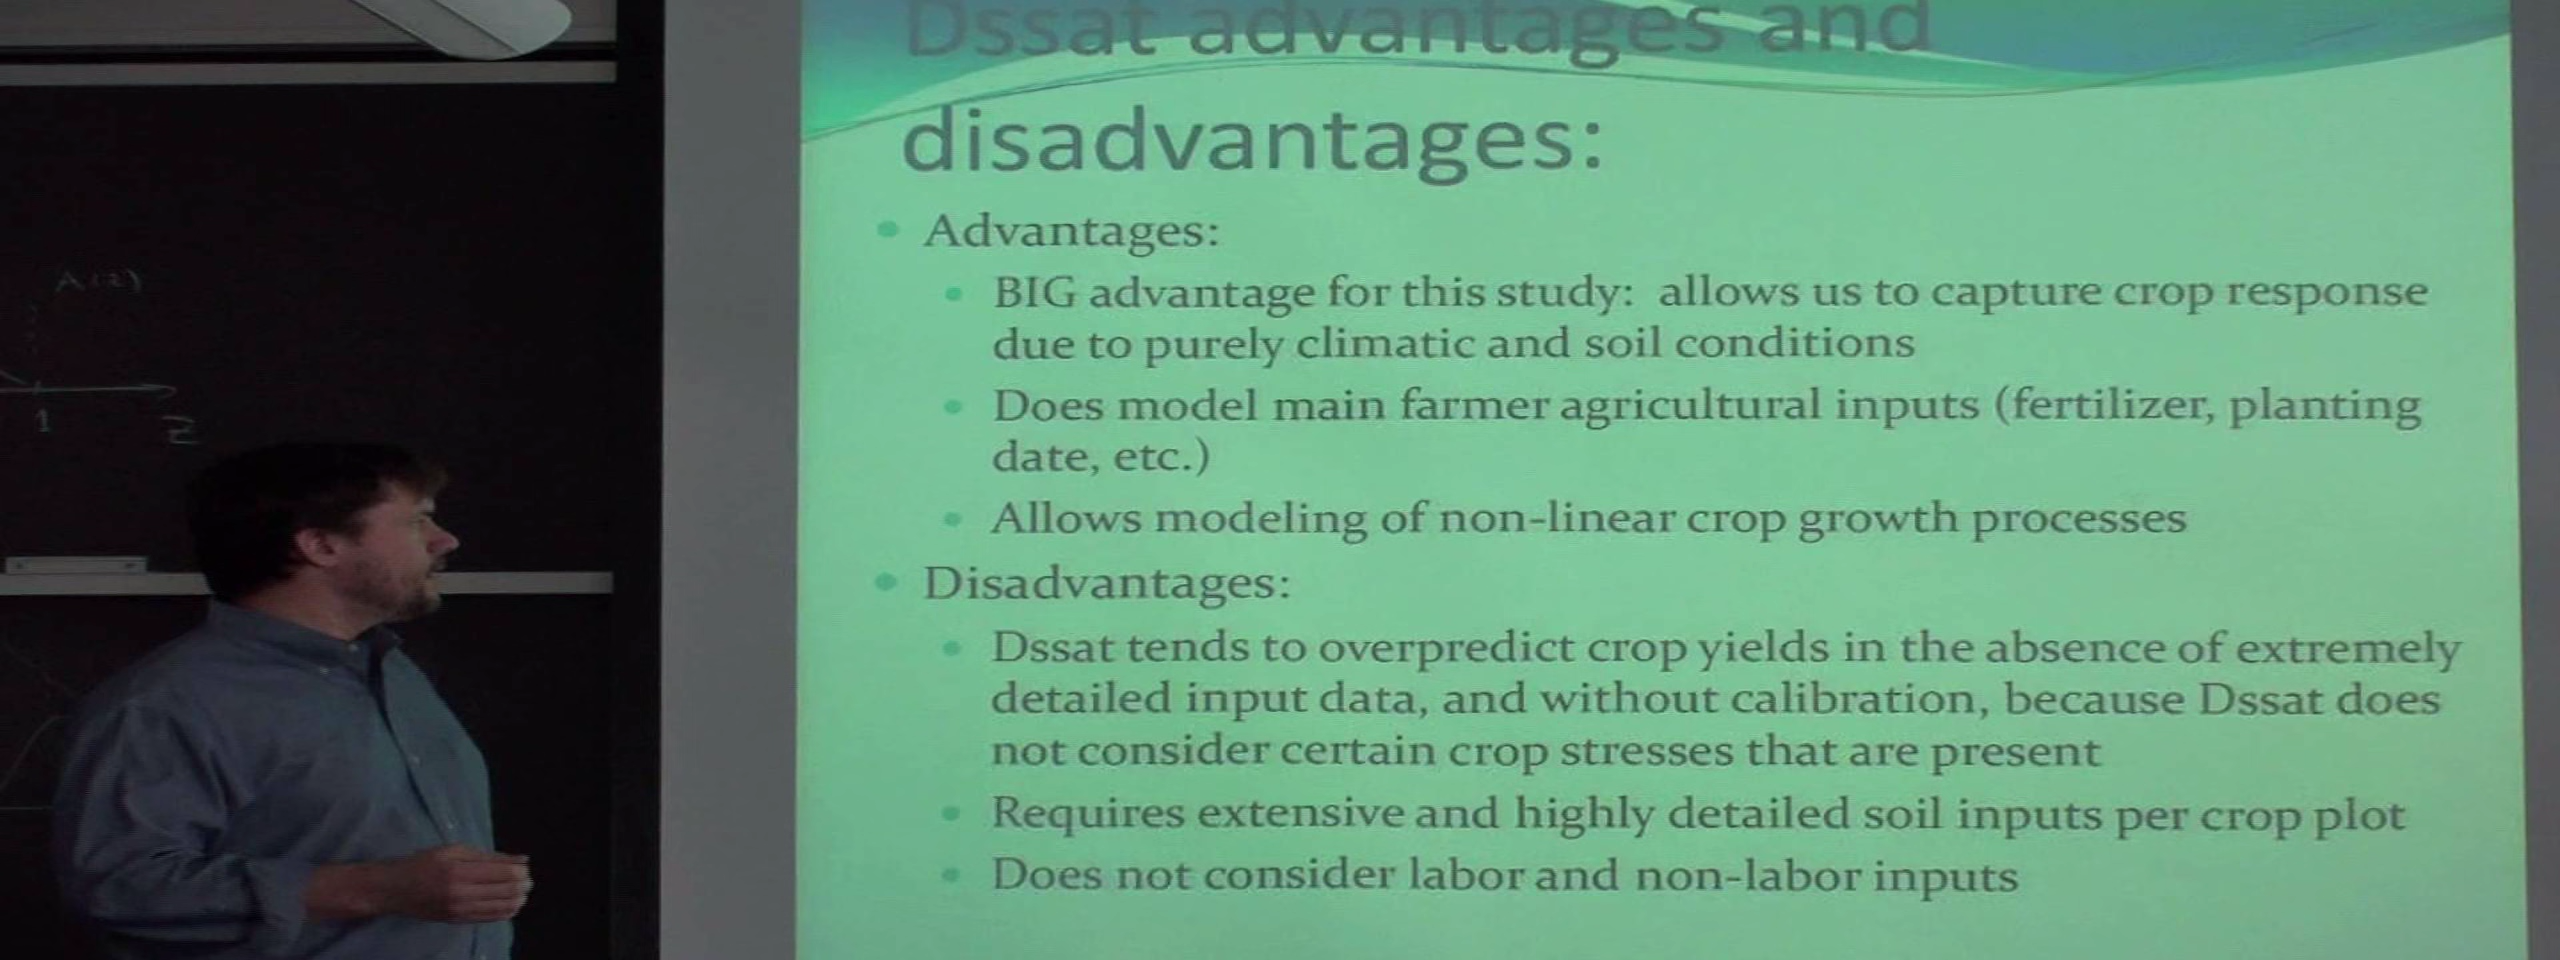 Dssat advantages and
disadvantages:
Advantages:
BIG advantage for this study: allows us to capture crop response
due to purely climatic and soil conditions
Does model main farmer agricultural inputs (fertilizer, planting
date, etc.)
Allows modeling of non-linear crop growth processes
Disadvantages:
Dssat tends to overpredict crop yields in the absence of extremely
detailed input data, and without calibration, because Dssat does
not consider certain crop stresses that are present
Requires extensive and highly detailed soil inputs per crop plot
Does not consider labor and non-labor inputs
1